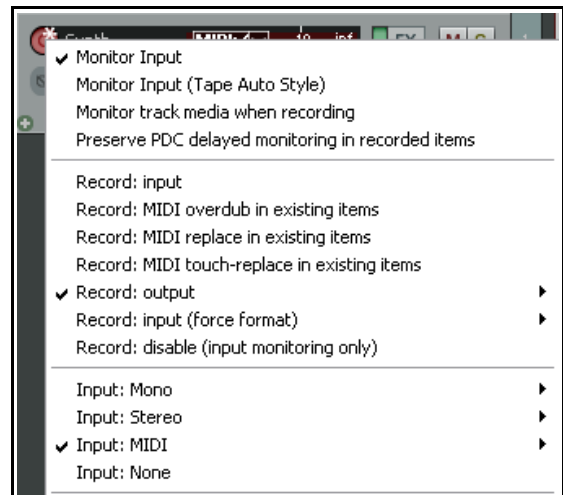 Synth
Monitor Input
Monitor Input (Tape Auto Style)
Monitor track media when recording
Preserve PDC delayed monitoring in recorded items
Record: input
Record: MIDI overdub in existing items
Record: MIDI replace in existing items
Record: MIDI touch-replace in existing items
Record: output
Record: input (force format)
Record: disable (input monitoring only)
Input: Mono
Input: Stereo
Input: MIDI
Input: None